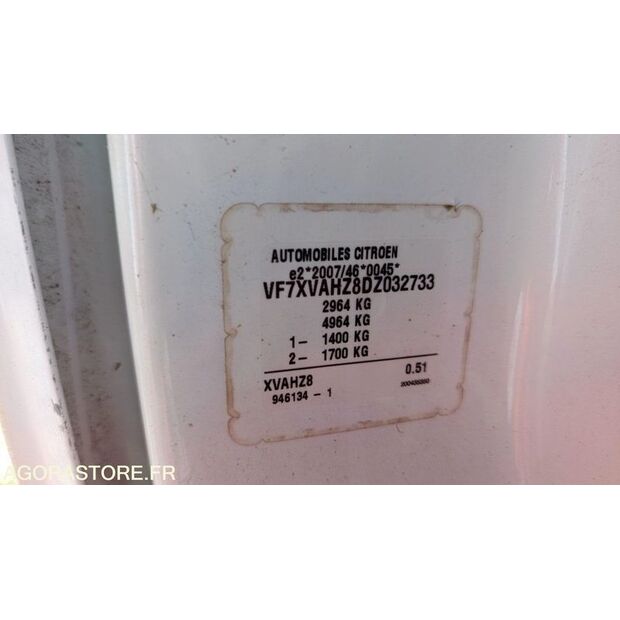 AUTOMOBILES CITROEN
e2*2007/46*0045*
VF7XVAHZ8DZ032733
2964 KG
4964 KG
1- 1400 KG
2- 1700 KG
XVAHZ8 0.51
946134 - 1
AGORASTORE.FR